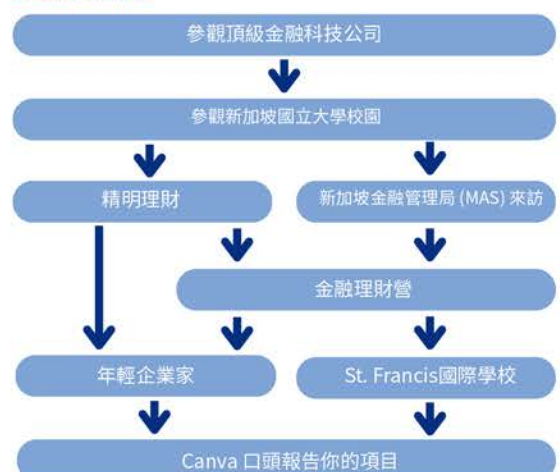 參觀頂級金融科技公司
參觀新加坡國立大學校園
精明理財
新加坡金融管理局 (MAS) 來訪
金融理財營
年輕企業家
St. Francis國際學校
Canva 口頭報告你的項目